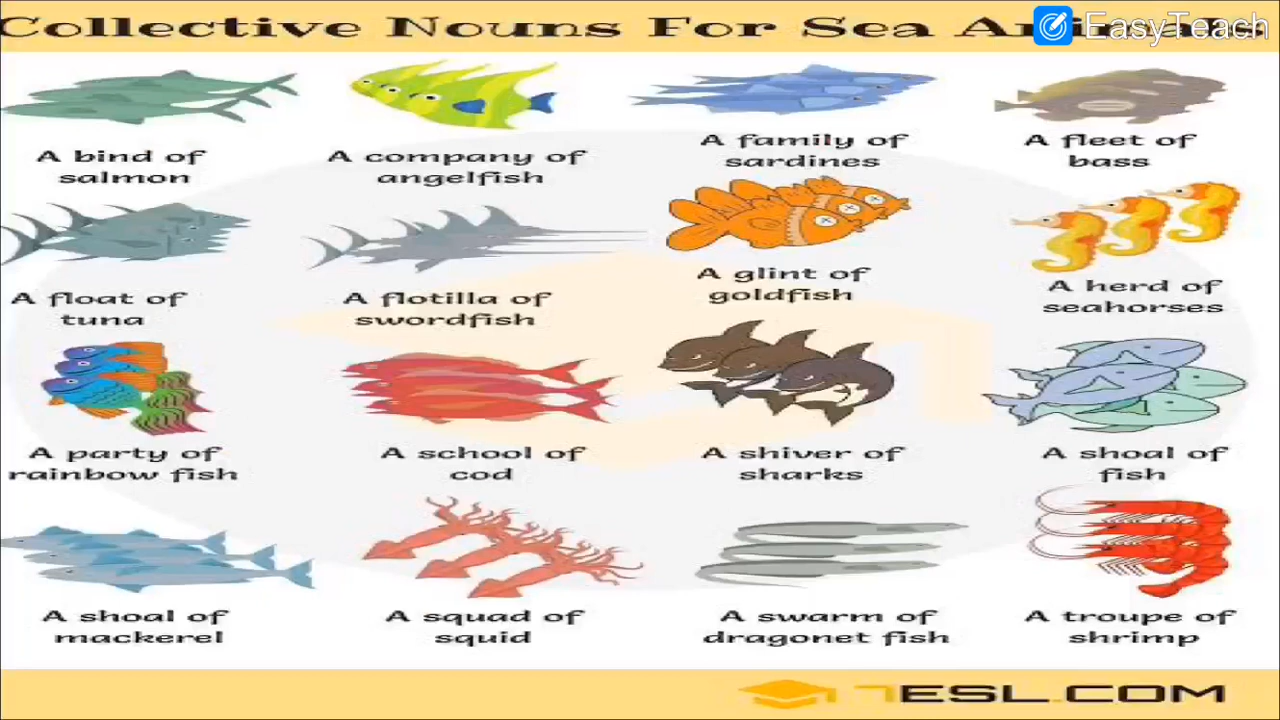 Collective Nouns For Sea
EasyTeach
A bind of
salmon
A company of
angelfish
A family of
sardines
A fleet of
bass
A float of
tuna
A flotilla of
swordfish
A glint of
goldfish
A herd of
seahorses
A party of
rainbow fish
A school of
cod
A shiver of
sharks
A shoal of
fish
A shoal of
mackerel
A squad of
squid
A swarm of
dragonet fish
A troupe of
shrimp
7ESL.COM